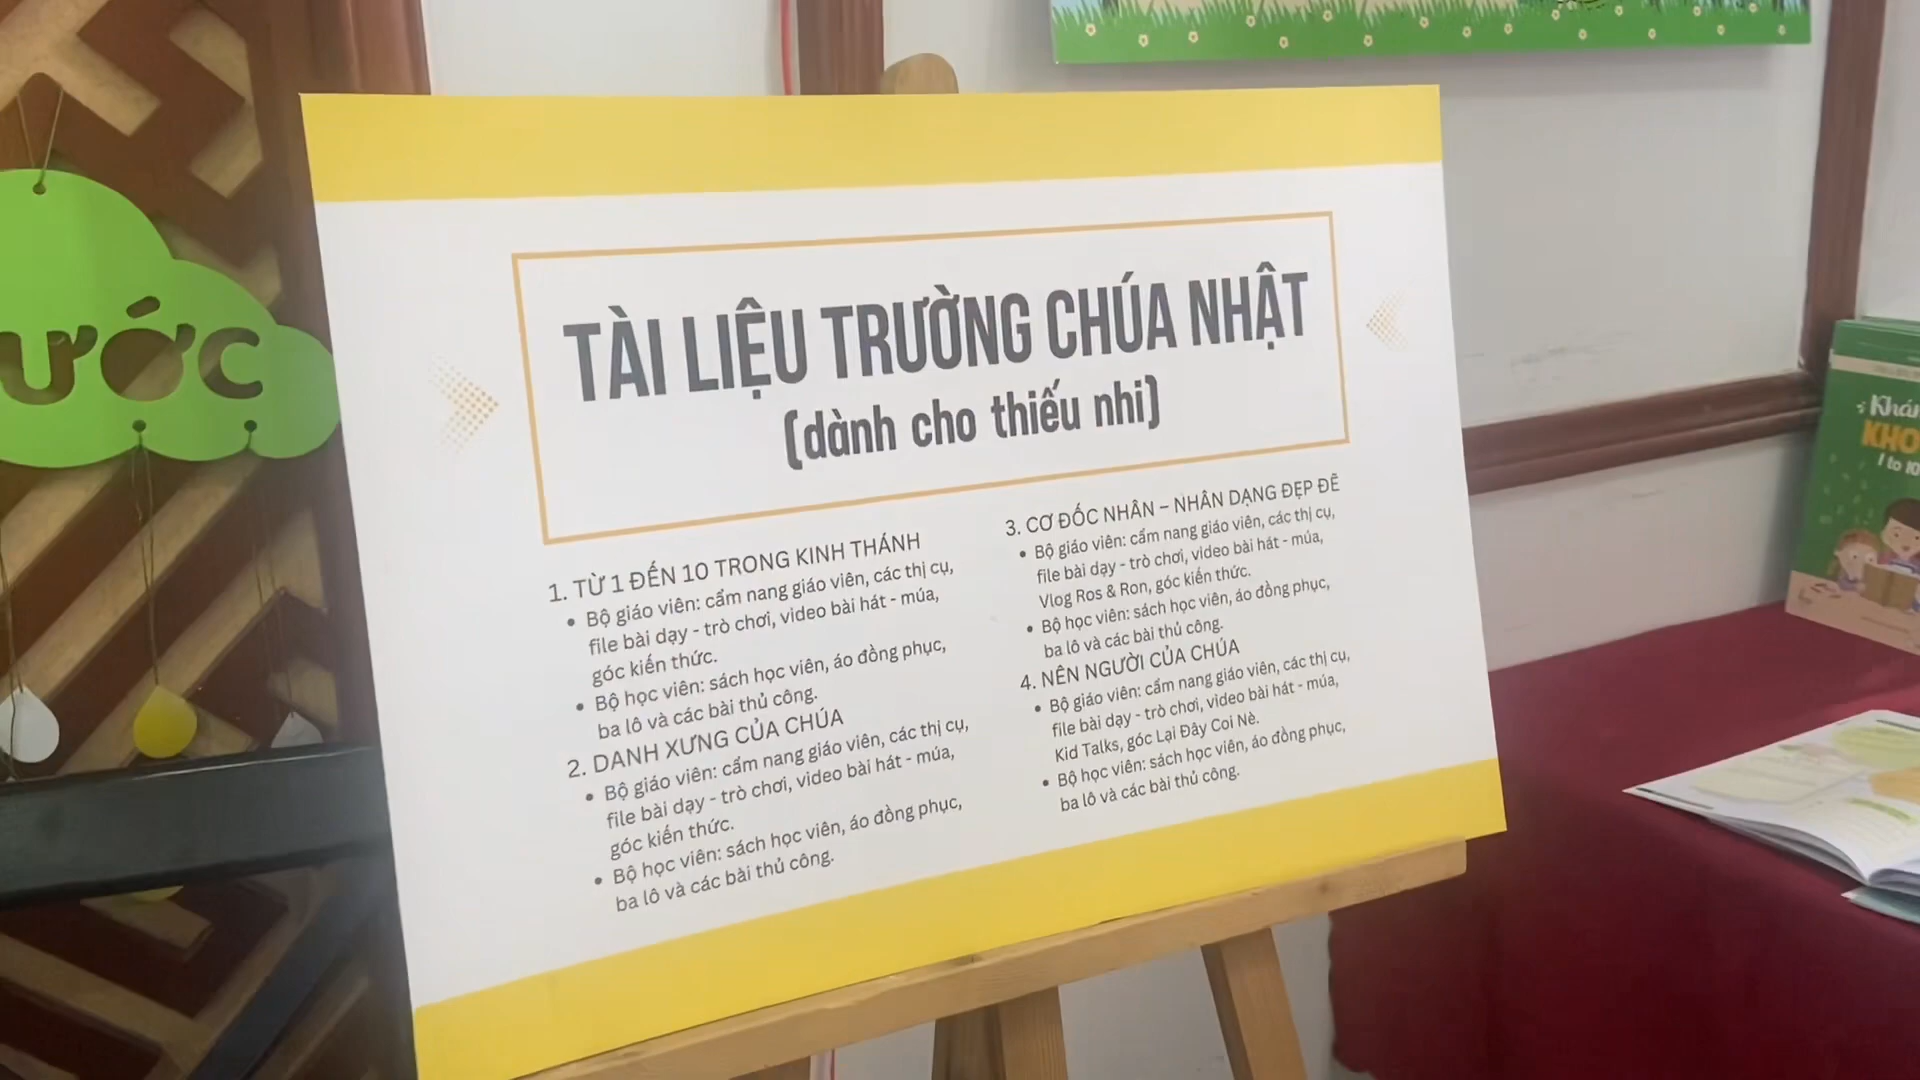 ước
TÀI LIỆU TRƯỜNG CHÚA NHẬT
(dành cho thiếu nhi)
1. TỪ 1 ĐẾN 10 TRONG KINH THÁNH
• Bộ giáo viên: cẩm nang giáo viên, các thị cụ,
file bài dạy - trò chơi, video bài hát - múa,
góc kiến thức.
• Bộ học viên: sách học viên, áo đồng phục,
ba lô và các bài thủ công.
2. DANH XƯNG CỦA CHÚA
• Bộ giáo viên: cẩm nang giáo viên, các thị cụ,
file bài dạy - trò chơi, video bài hát - múa,
góc kiến thức.
• Bộ học viên: sách học viên, áo đồng phục,
ba lô và các bài thủ công.
3. CƠ ĐỐC NHÂN – NHÂN DẠNG ĐẸP ĐẼ
• Bộ giáo viên: cẩm nang giáo viên, các thị cụ,
file bài dạy - trò chơi, video bài hát - múa,
Vlog Ros & Ron, góc kiến thức.
• Bộ học viên: sách học viên, áo đồng phục,
ba lô và các bài thủ công.
4. NÊN NGƯỜI CỦA CHÚA
• Bộ giáo viên: cẩm nang giáo viên, các thị cụ,
file bài dạy - trò chơi, video bài hát - múa,
Kid Talks, góc Lại Đây Coi Nè.
• Bộ học viên: sách học viên, áo đồng phục,
ba lô và các bài thủ công.
Khá
KHO
1 to 10